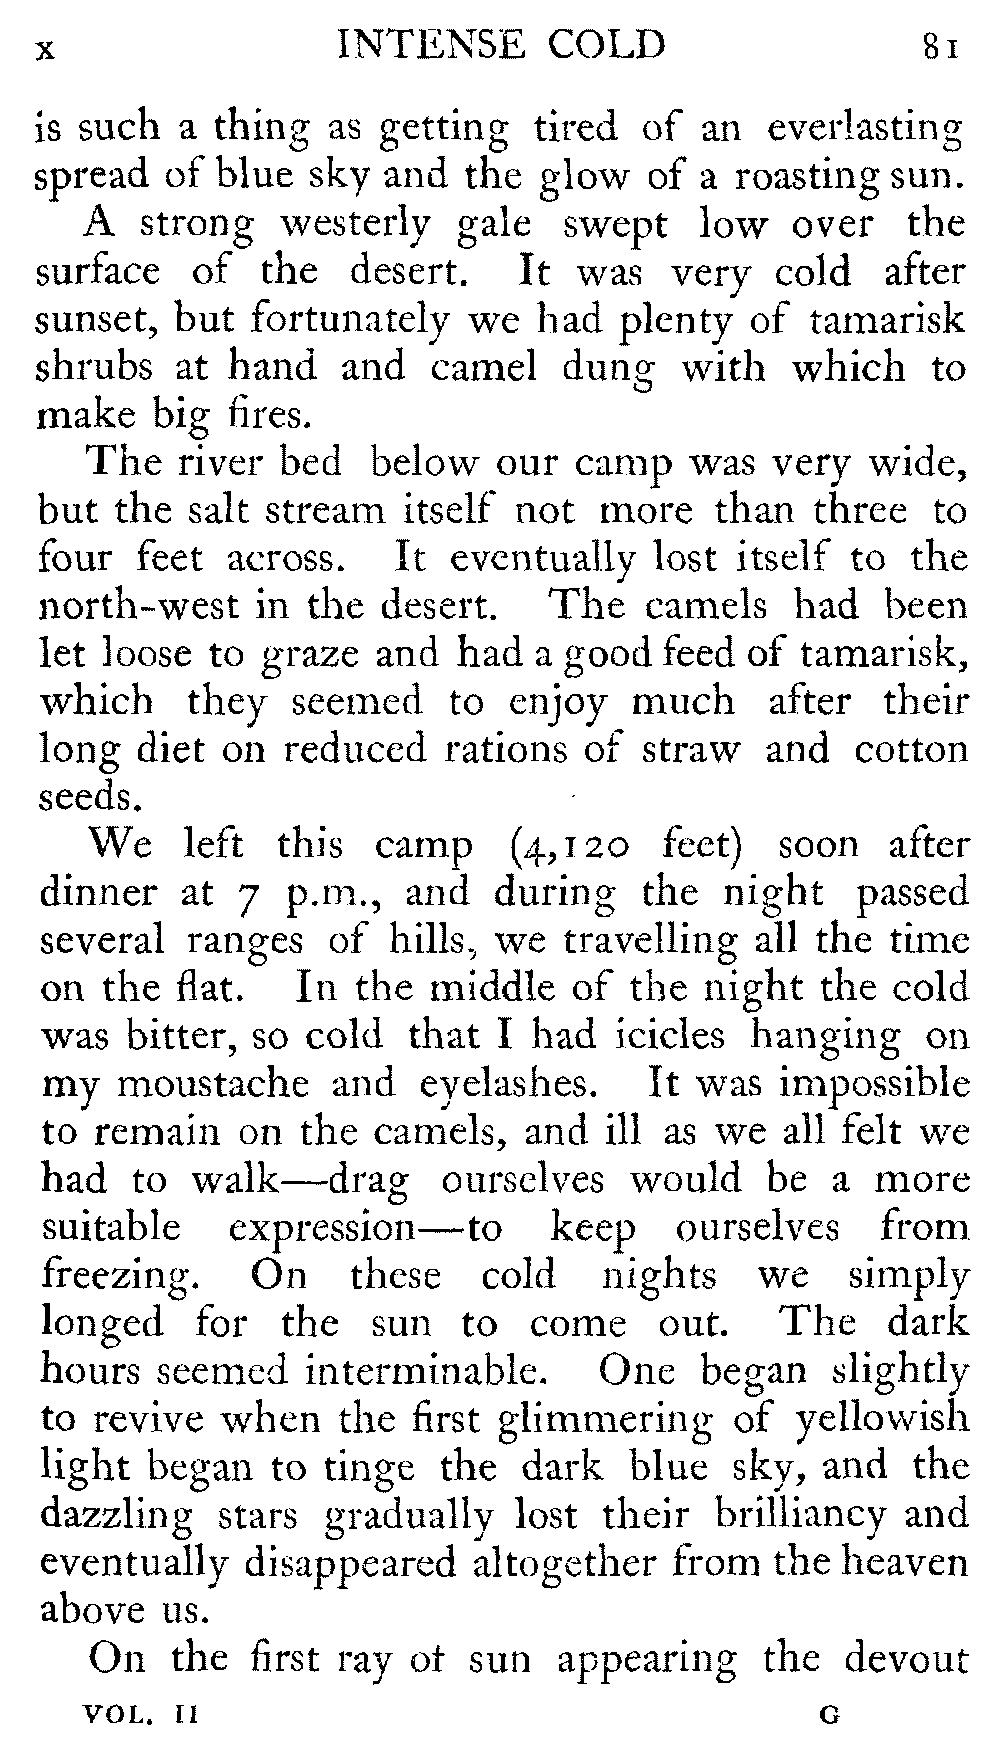 x INTENSE COLD 81
is such a thing as getting tired of an everlasting
spread of blue sky and the glow of a roasting sun.
A strong westerly gale swept low over the
surface of the desert. It was very cold after
sunset, but fortunately we had plenty of tamarisk
shrubs at hand and camel dung with which to
make big fires.
The river bed below our camp was very wide,
but the salt stream itself not more than three to
four feet across. It eventually lost itself to the
north-west in the desert. The camels had been
let loose to graze and had a good feed of tamarisk,
which they seemed to enjoy much after their
long diet on reduced rations of straw and cotton
seeds.
We left this camp (4,120 feet) soon after
dinner at 7 p.m., and during the night passed
several ranges of hills, we travelling all the time
on the flat. In the middle of the night the cold
was bitter, so cold that I had icicles hanging on
my moustache and eyelashes. It was impossible
to remain on the camels, and ill as we all felt we
had to walk—drag ourselves would be a more
suitable expression—to keep ourselves from
freezing. On these cold nights we simply
longed for the sun to come out. The dark
hours seemed interminable. One began slightly
to revive when the first glimmering of yellowish
light began to tinge the dark blue sky, and the
dazzling stars gradually lost their brilliancy and
eventually disappeared altogether from the heaven
above us.
On the first ray of sun appearing the devout
VOL. II G